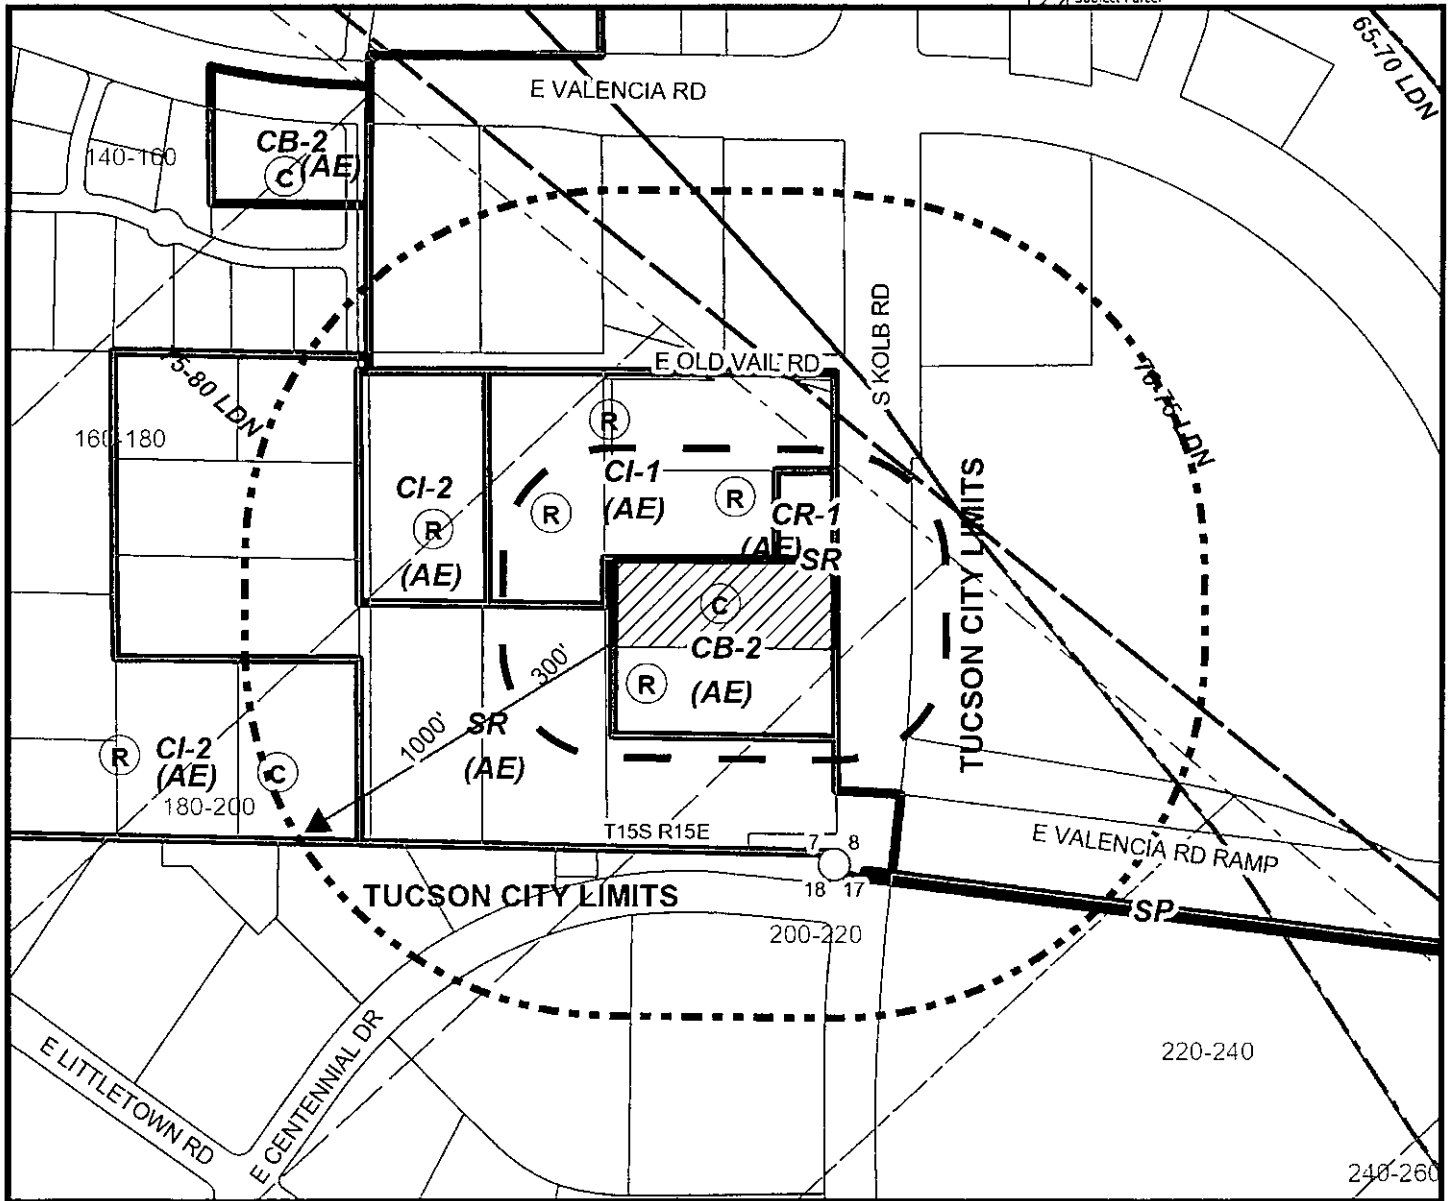 Subject Parcel
65-70 LDN
E VALENCIA RD
CB-2
(AE)
C
140-160
S KOLB RD
E OLD VAIL RD
75-80 LDN
70-75 LDN
160-180
R
CI-1
(AE)
CI-2
R
(AE)
R
R
CR-1
(AE)
SR
TUCSON CITY LIMITS
C
CB-2
(AE)
R
300'
1000'
SR
(AE)
R
CI-2
(AE)
C
180-200
T15S R15E
7
8
18
17
E VALENCIA RD RAMP
TUCSON CITY LIMITS
SP
200-220
E LITTLETOWN RD
E CENTENNIAL DR
220-240
240-260